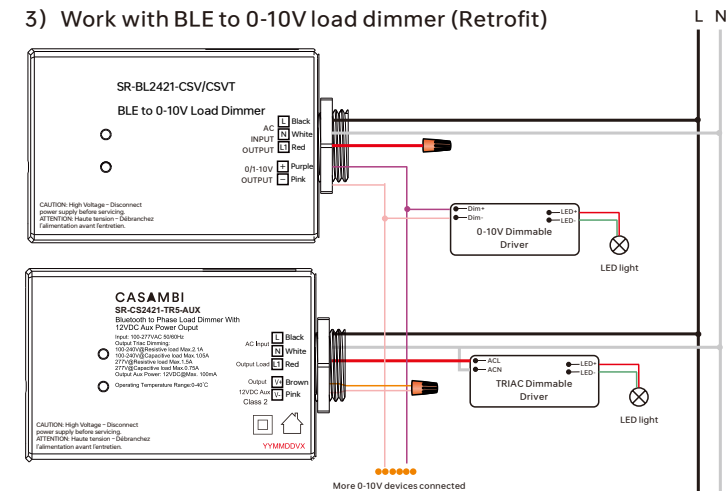 3) Work with BLE to 0-10V load dimmer (Retrofit)
L N
SR-BL2421-CSV/CSVT
BLE to 0-10V Load Dimmer
AC
INPUT
OUTPUT
L Black
N White
L1 Red
0/1-10V
OUTPUT
+ Purple
− Pink
CAUTION: High Voltage – Disconnect
power supply before servicing.
ATTENTION: Haute tension – Débranchez
l'alimentation avant l'entretien.
Dim+
Dim-
LED+
LED-
0-10V Dimmable
Driver
LED light
CASAMBI
SR-CS2421-TR5-AUX
Bluetooth to Phase Load Dimmer With
12VDC Aux Power Ouput
Input: 100-277VAC 50/60Hz
Output Triac Dimming:
100-240V@Resistive load Max.2.1A
100-240V@Capacitive load Max.1.05A
277V@Resistive load Max.1.5A
277V@Capacitive load Max.0.75A
Output Aux Power: 12VDC@Max. 100mA
Operating Temperature Range:0-40˚C
AC Input
L Black
N White
Output Load L1 Red
Output V+ Brown
12VDC Aux V- Pink
Class 2
YYMMDDVX
CAUTION: High Voltage – Disconnect
power supply before servicing.
ATTENTION: Haute tension – Débranchez
l'alimentation avant l'entretien.
ACL
ACN
LED+
LED-
TRIAC Dimmable
Driver
LED light
More 0-10V devices connected